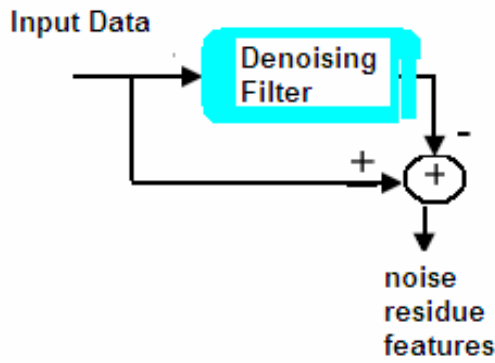 Input Data
Denoising
Filter
-
+
+
noise
residue
features